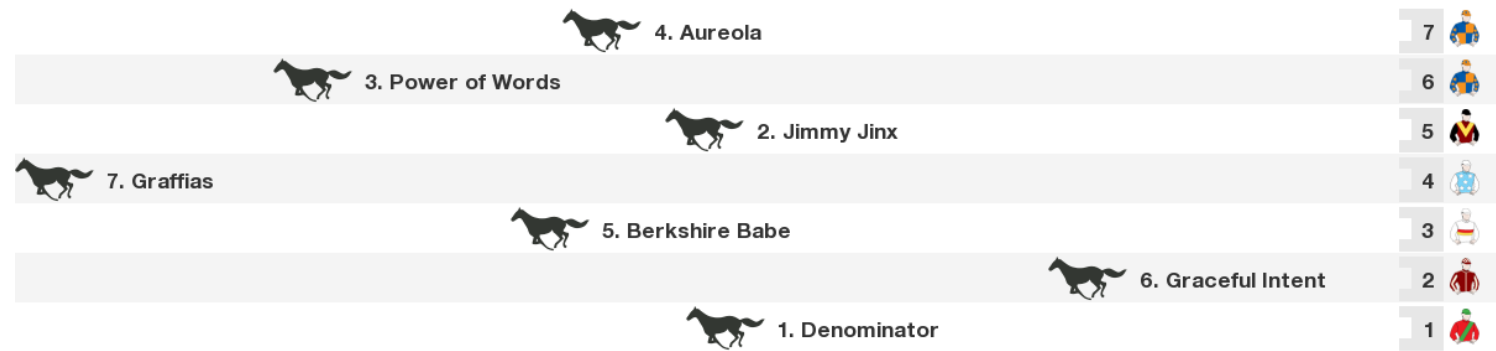 4. Aureola 7
3. Power of Words 6
2. Jimmy Jinx 5
7. Graffias 4
5. Berkshire Babe 3
6. Graceful Intent 2
1. Denominator 1